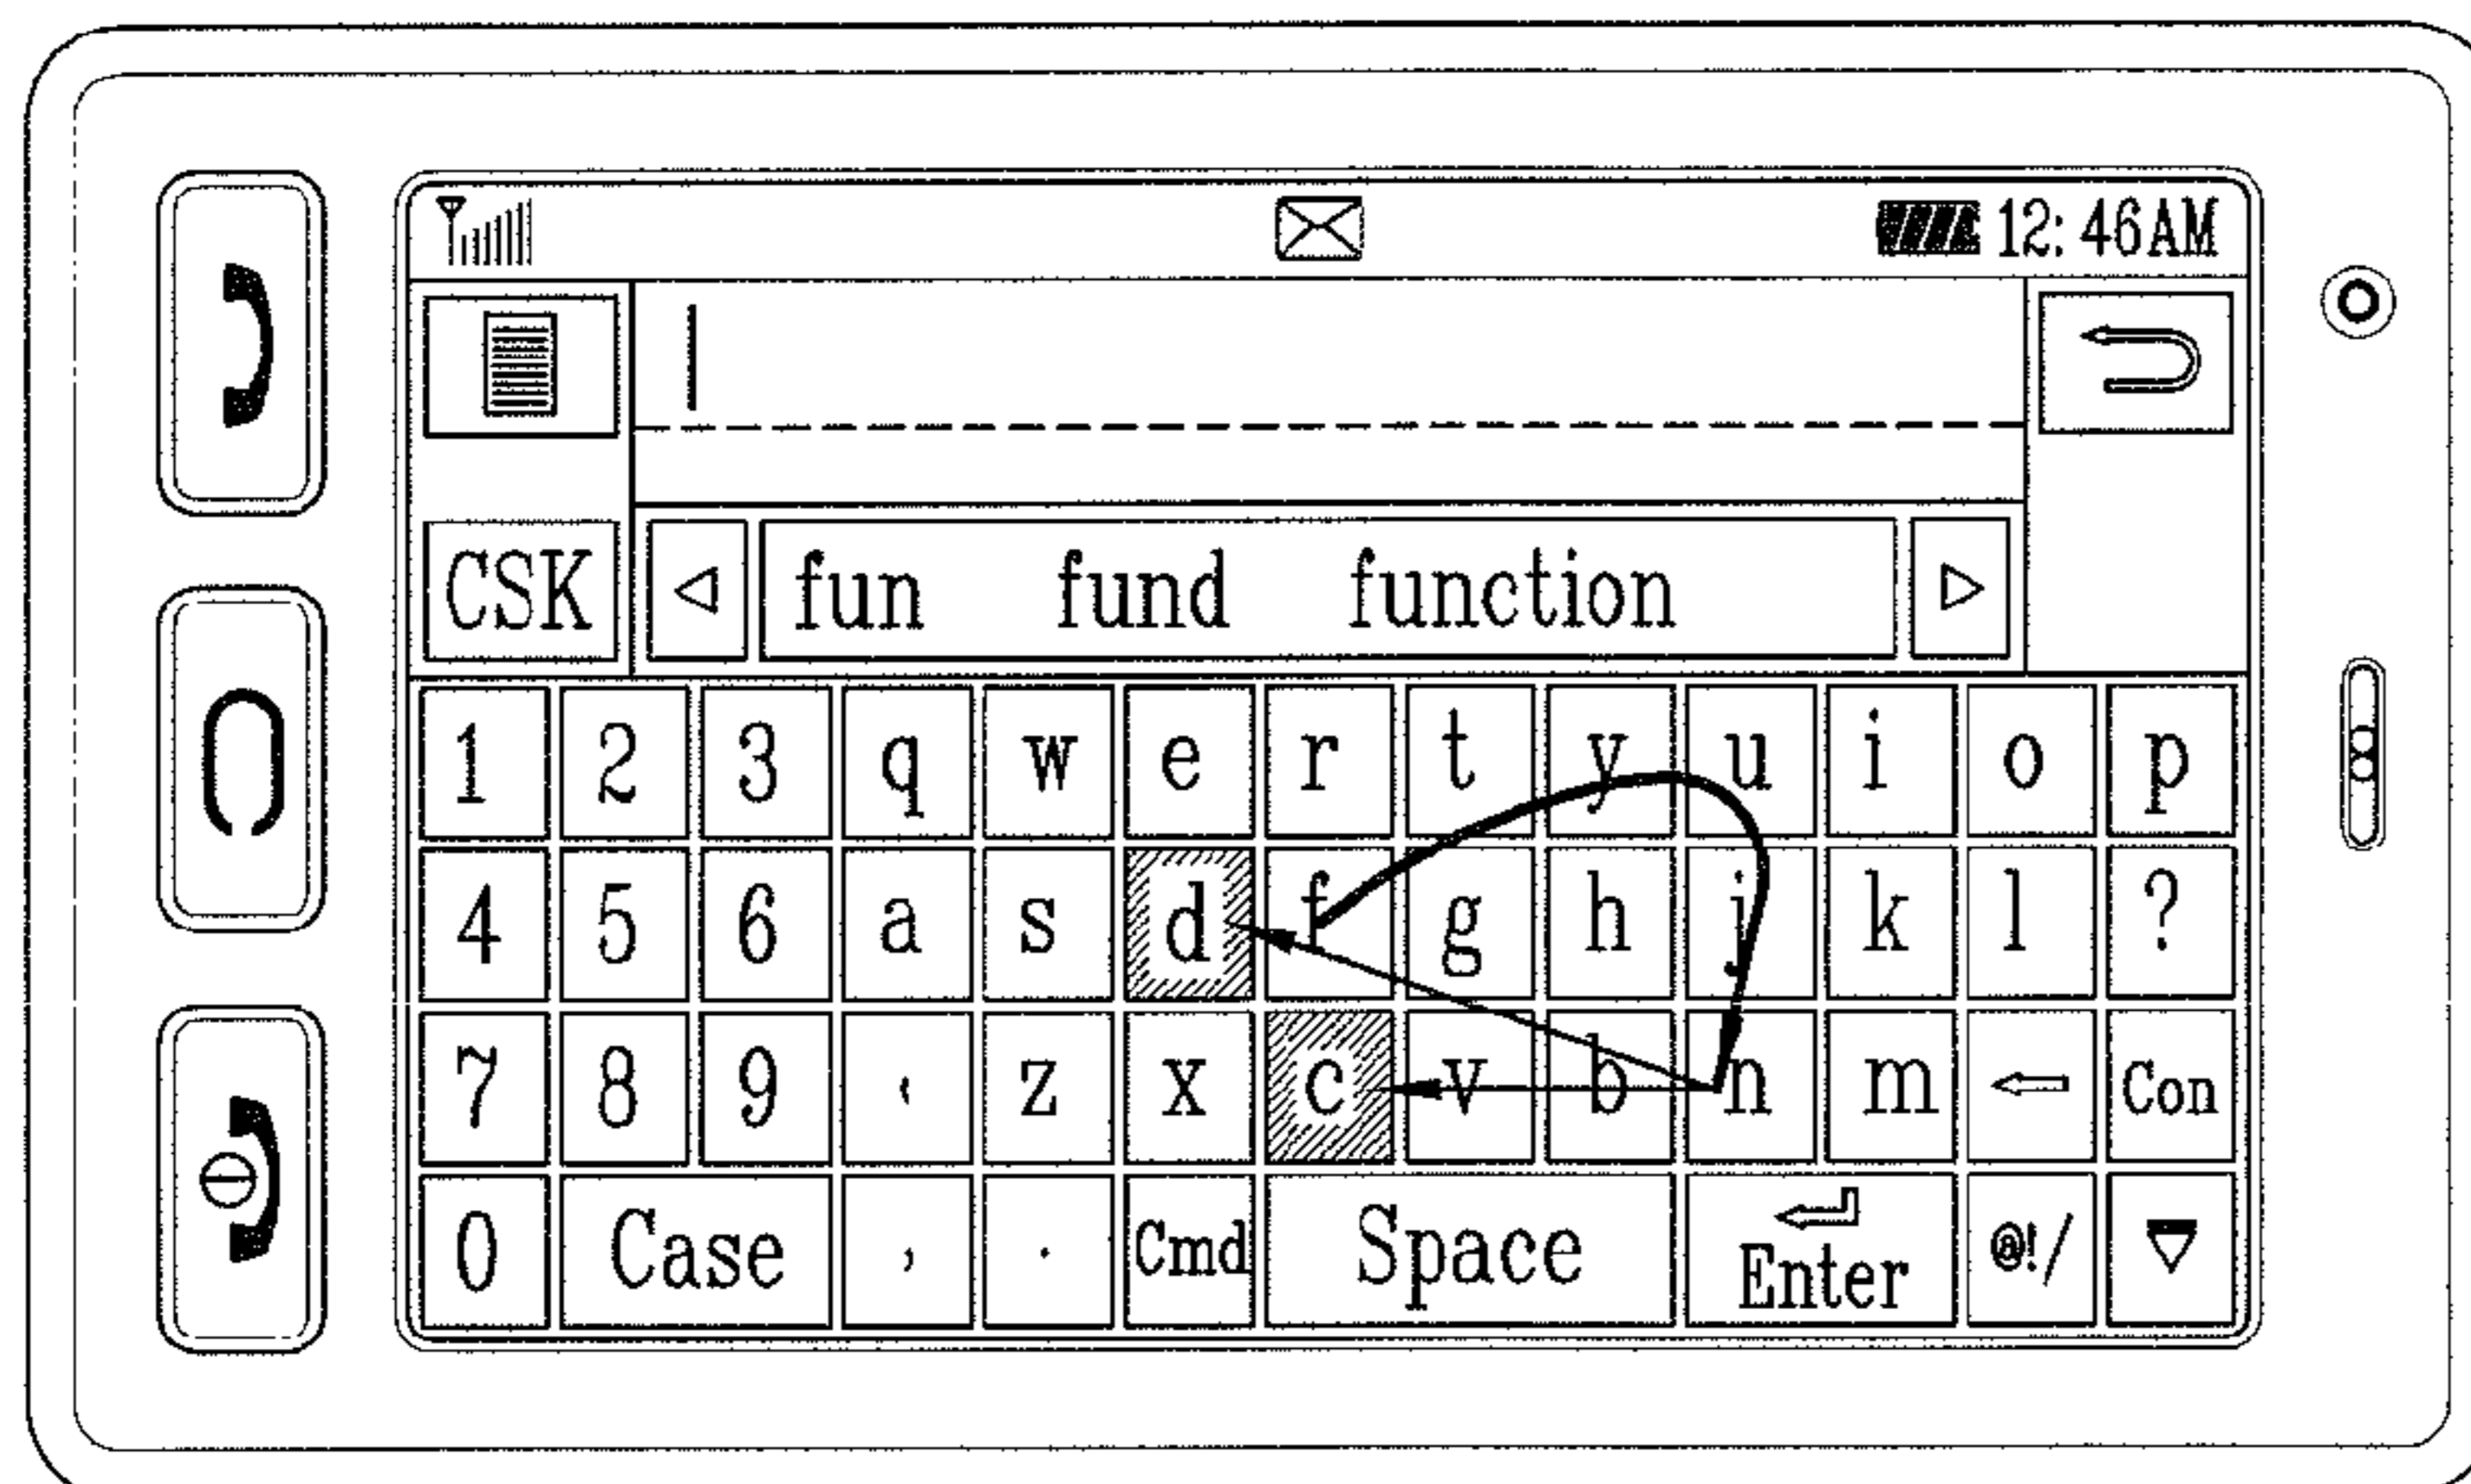 12:46AM
CSK fun fund function
1 2 3 q w e r t y u i o p
4 5 6 a s d f g h j k l ?
7 8 9 ‘ z x c v b n m Con
0 Case , . Cmd Space Enter @!/